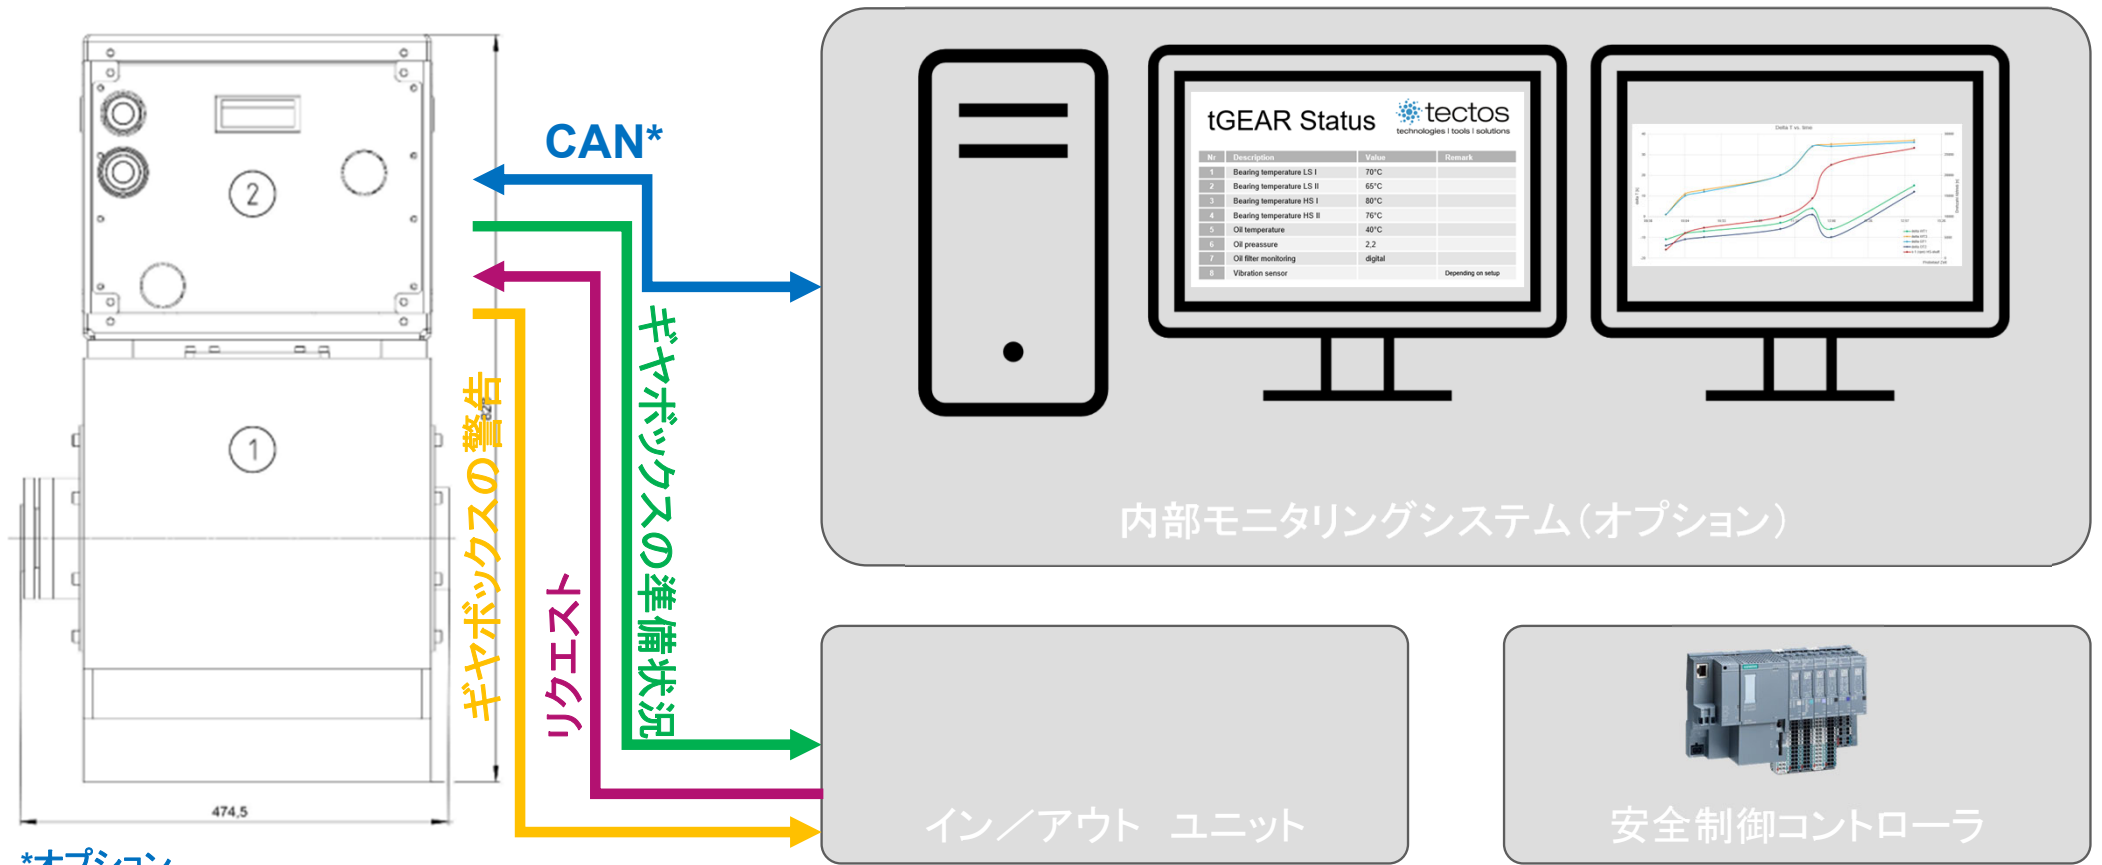 CAN*
ギヤボックスの準備状況
リクエスト
ギヤボックスの警告
2
1
474,5
*オプション
tGEAR Status
tectos
technologies | tools | solutions
Nr Description Value Remark
1 Bearing temperature LS I 70°C
2 Bearing temperature LS II 65°C
3 Bearing temperature HS I 80°C
4 Bearing temperature HS II 76°C
5 Oil temperature 40°C
6 Oil preassure 2,2
7 Oil filter monitoring digital
8 Vibration sensor Depending on setup
Delta T vs. time
内部モニタリングシステム（オプション）
イン／アウト　ユニット
安全制御コントローラ